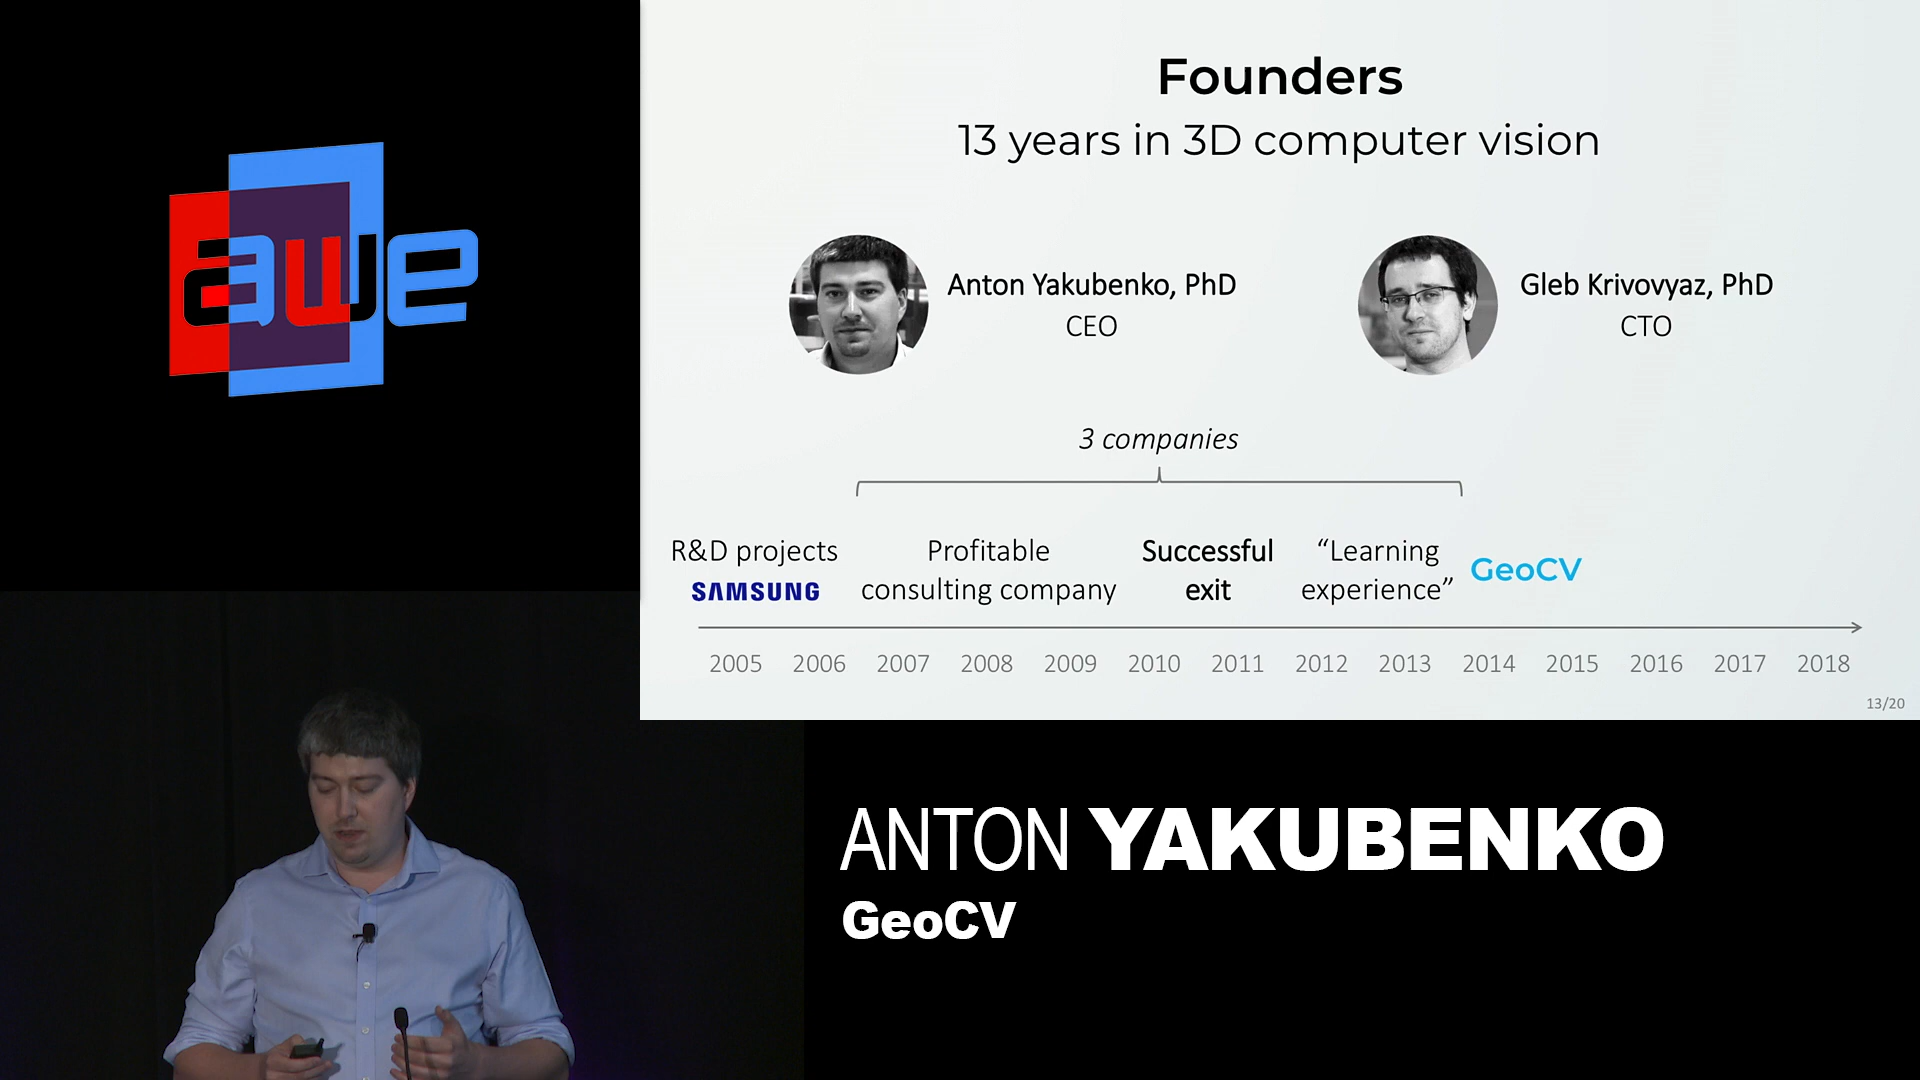 awe
Founders
13 years in 3D computer vision
Anton Yakubenko, PhD
CEO
Gleb Krivovyaz, PhD
CTO
3 companies
R&D projects
SAMSUNG
Profitable
consulting company
Successful
exit
“Learning
experience”
GeoCV
2005 2006 2007 2008 2009 2010 2011 2012 2013 2014 2015 2016 2017 2018
13/20
ANTON YAKUBENKO
GeoCV